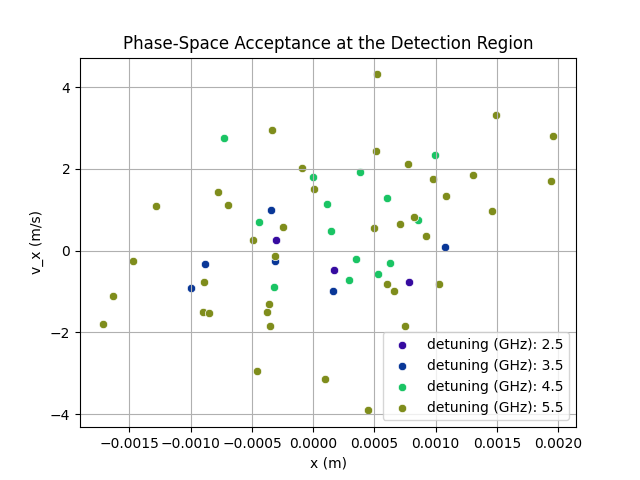 Phase-Space Acceptance at the Detection Region
v_x (m/s)
4
2
0
−2
−4
detuning (GHz): 2.5
detuning (GHz): 3.5
detuning (GHz): 4.5
detuning (GHz): 5.5
−0.0015 −0.0010 −0.0005 0.0000 0.0005 0.0010 0.0015 0.0020
x (m)